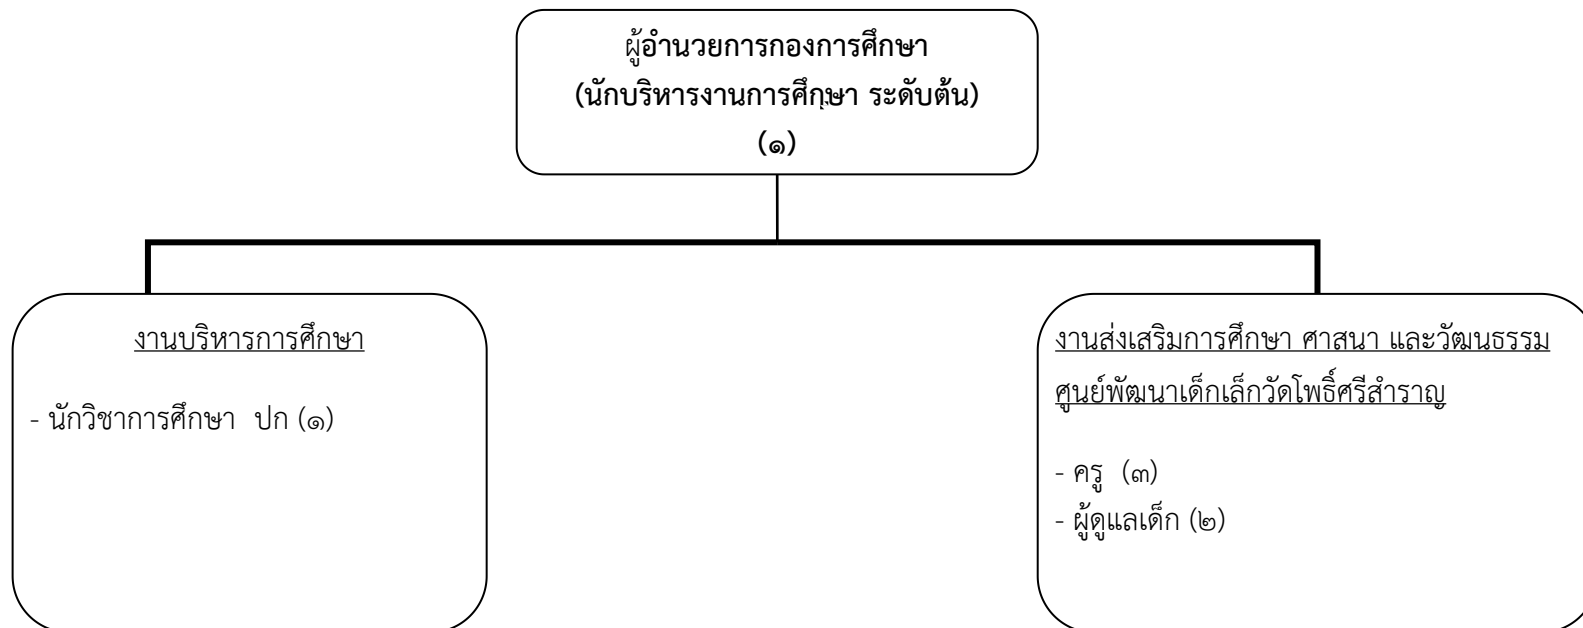 ผู้อำนวยการกองการศึกษา
(นักบริหารงานการศึกษา ระดับต้น)
(๑)
งานบริหารการศึกษา
- นักวิชาการศึกษา ปก (๑)
งานส่งเสริมการศึกษา ศาสนา และวัฒนธรรม
ศูนย์พัฒนาเด็กเล็กวัดโพธิ์ศรีสำราญ
- ครู (๓)
- ผู้ดูแลเด็ก (๒)